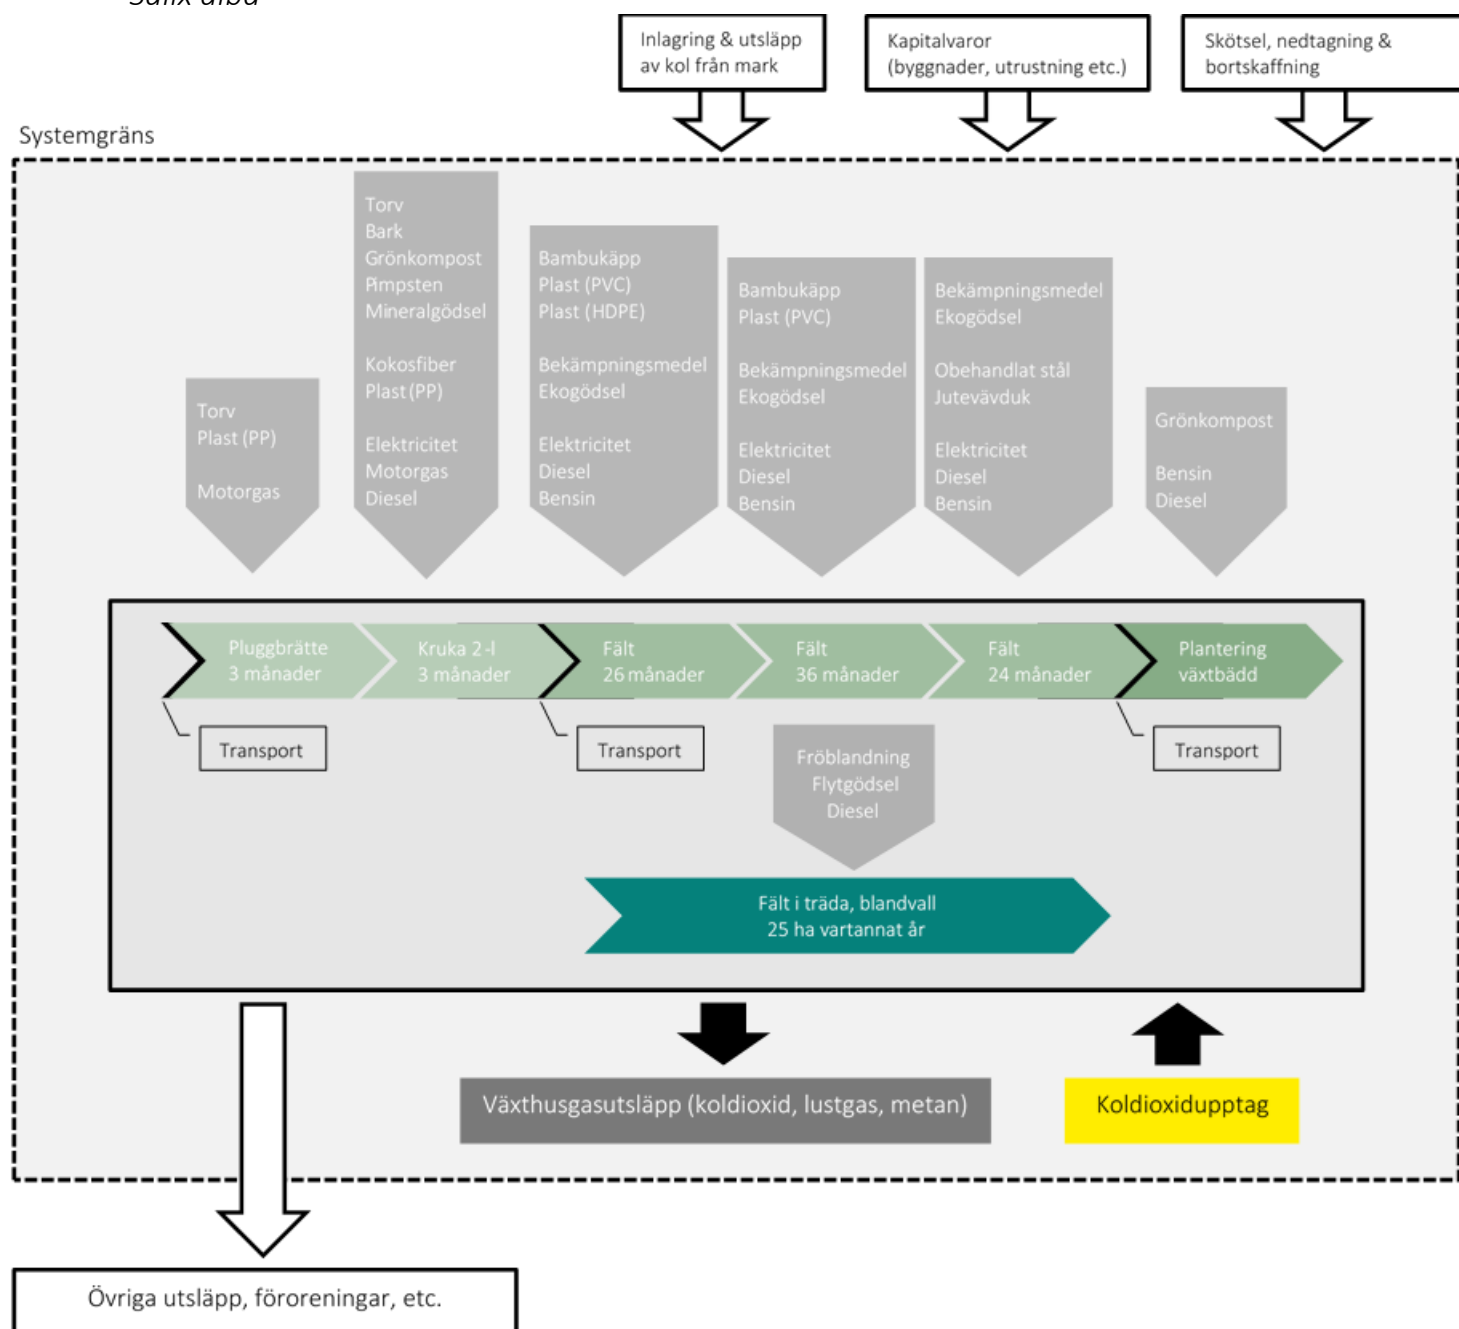 Salix alba
Inlagring & utsläpp
av kol från mark
Kapitalvaror
(byggnader, utrustning etc.)
Skötsel, nedtagning &
bortskaffning
Systemgräns
Torv
Plast (PP)
Motorgas
Torv
Bark
Grönkompost
Pimpsten
Mineralgödsel
Kokosfiber
Plast (PP)
Elektricitet
Motorgas
Diesel
Bambukäpp
Plast (PVC)
Plast (HDPE)
Bekämpningsmedel
Ekogödsel
Elektricitet
Diesel
Bensin
Bambukäpp
Plast (PVC)
Bekämpningsmedel
Ekogödsel
Elektricitet
Diesel
Bensin
Bekämpningsmedel
Ekogödsel
Obehandlat stål
Jutevävduk
Elektricitet
Diesel
Bensin
Grönkompost
Bensin
Diesel
Pluggbrätte
3 månader
Kruka 2-l
3 månader
Fält
26 månader
Fält
36 månader
Fält
24 månader
Plantering
växtbädd
Transport
Transport
Transport
Fröblandning
Flytgödsel
Diesel
Fält i träda, blandvall
25 ha vartannat år
Växthusgasutsläpp (koldioxid, lustgas, metan)
Koldioxidupptag
Övriga utsläpp, föroreningar, etc.